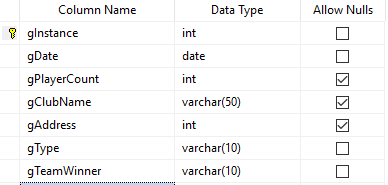 Column Name Data Type Allow Nulls
gInstance int
gDate date
gPlayerCount int
gClubName varchar(50)
gAddress int
gType varchar(10)
gTeamWinner varchar(10)